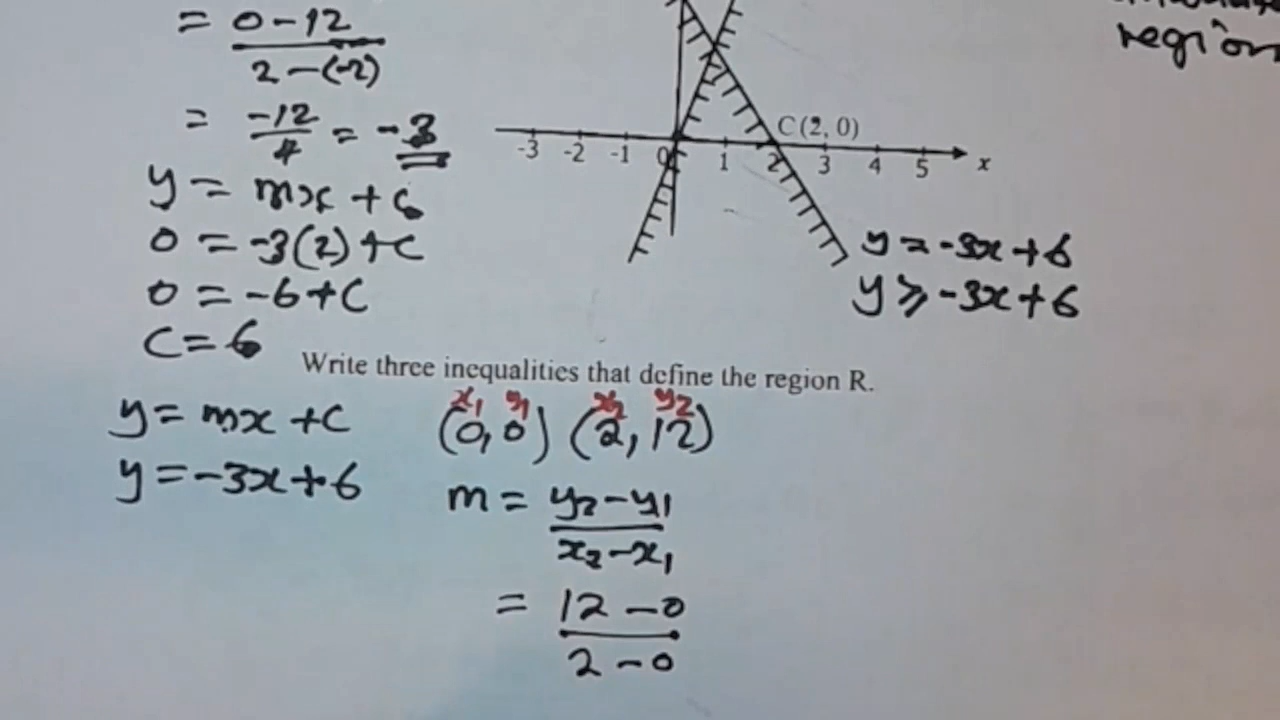 = 0 - 12
2 - (-2)
= -12 = -3
4
y = mx + c
0 = -3(2) + c
0 = -6 + c
c = 6
region
C (2, 0)
-3 -2 -1 0 1 2 3 4 5 x
y = -3x + 6
y ≥ -3x + 6
Write three inequalities that define the region R.
y = mx + c
y = -3x + 6
x1 y1 x2 y2
(0, 0) (2, 12)
m = y2 - y1
x2 - x1
= 12 - 0
2 - 0